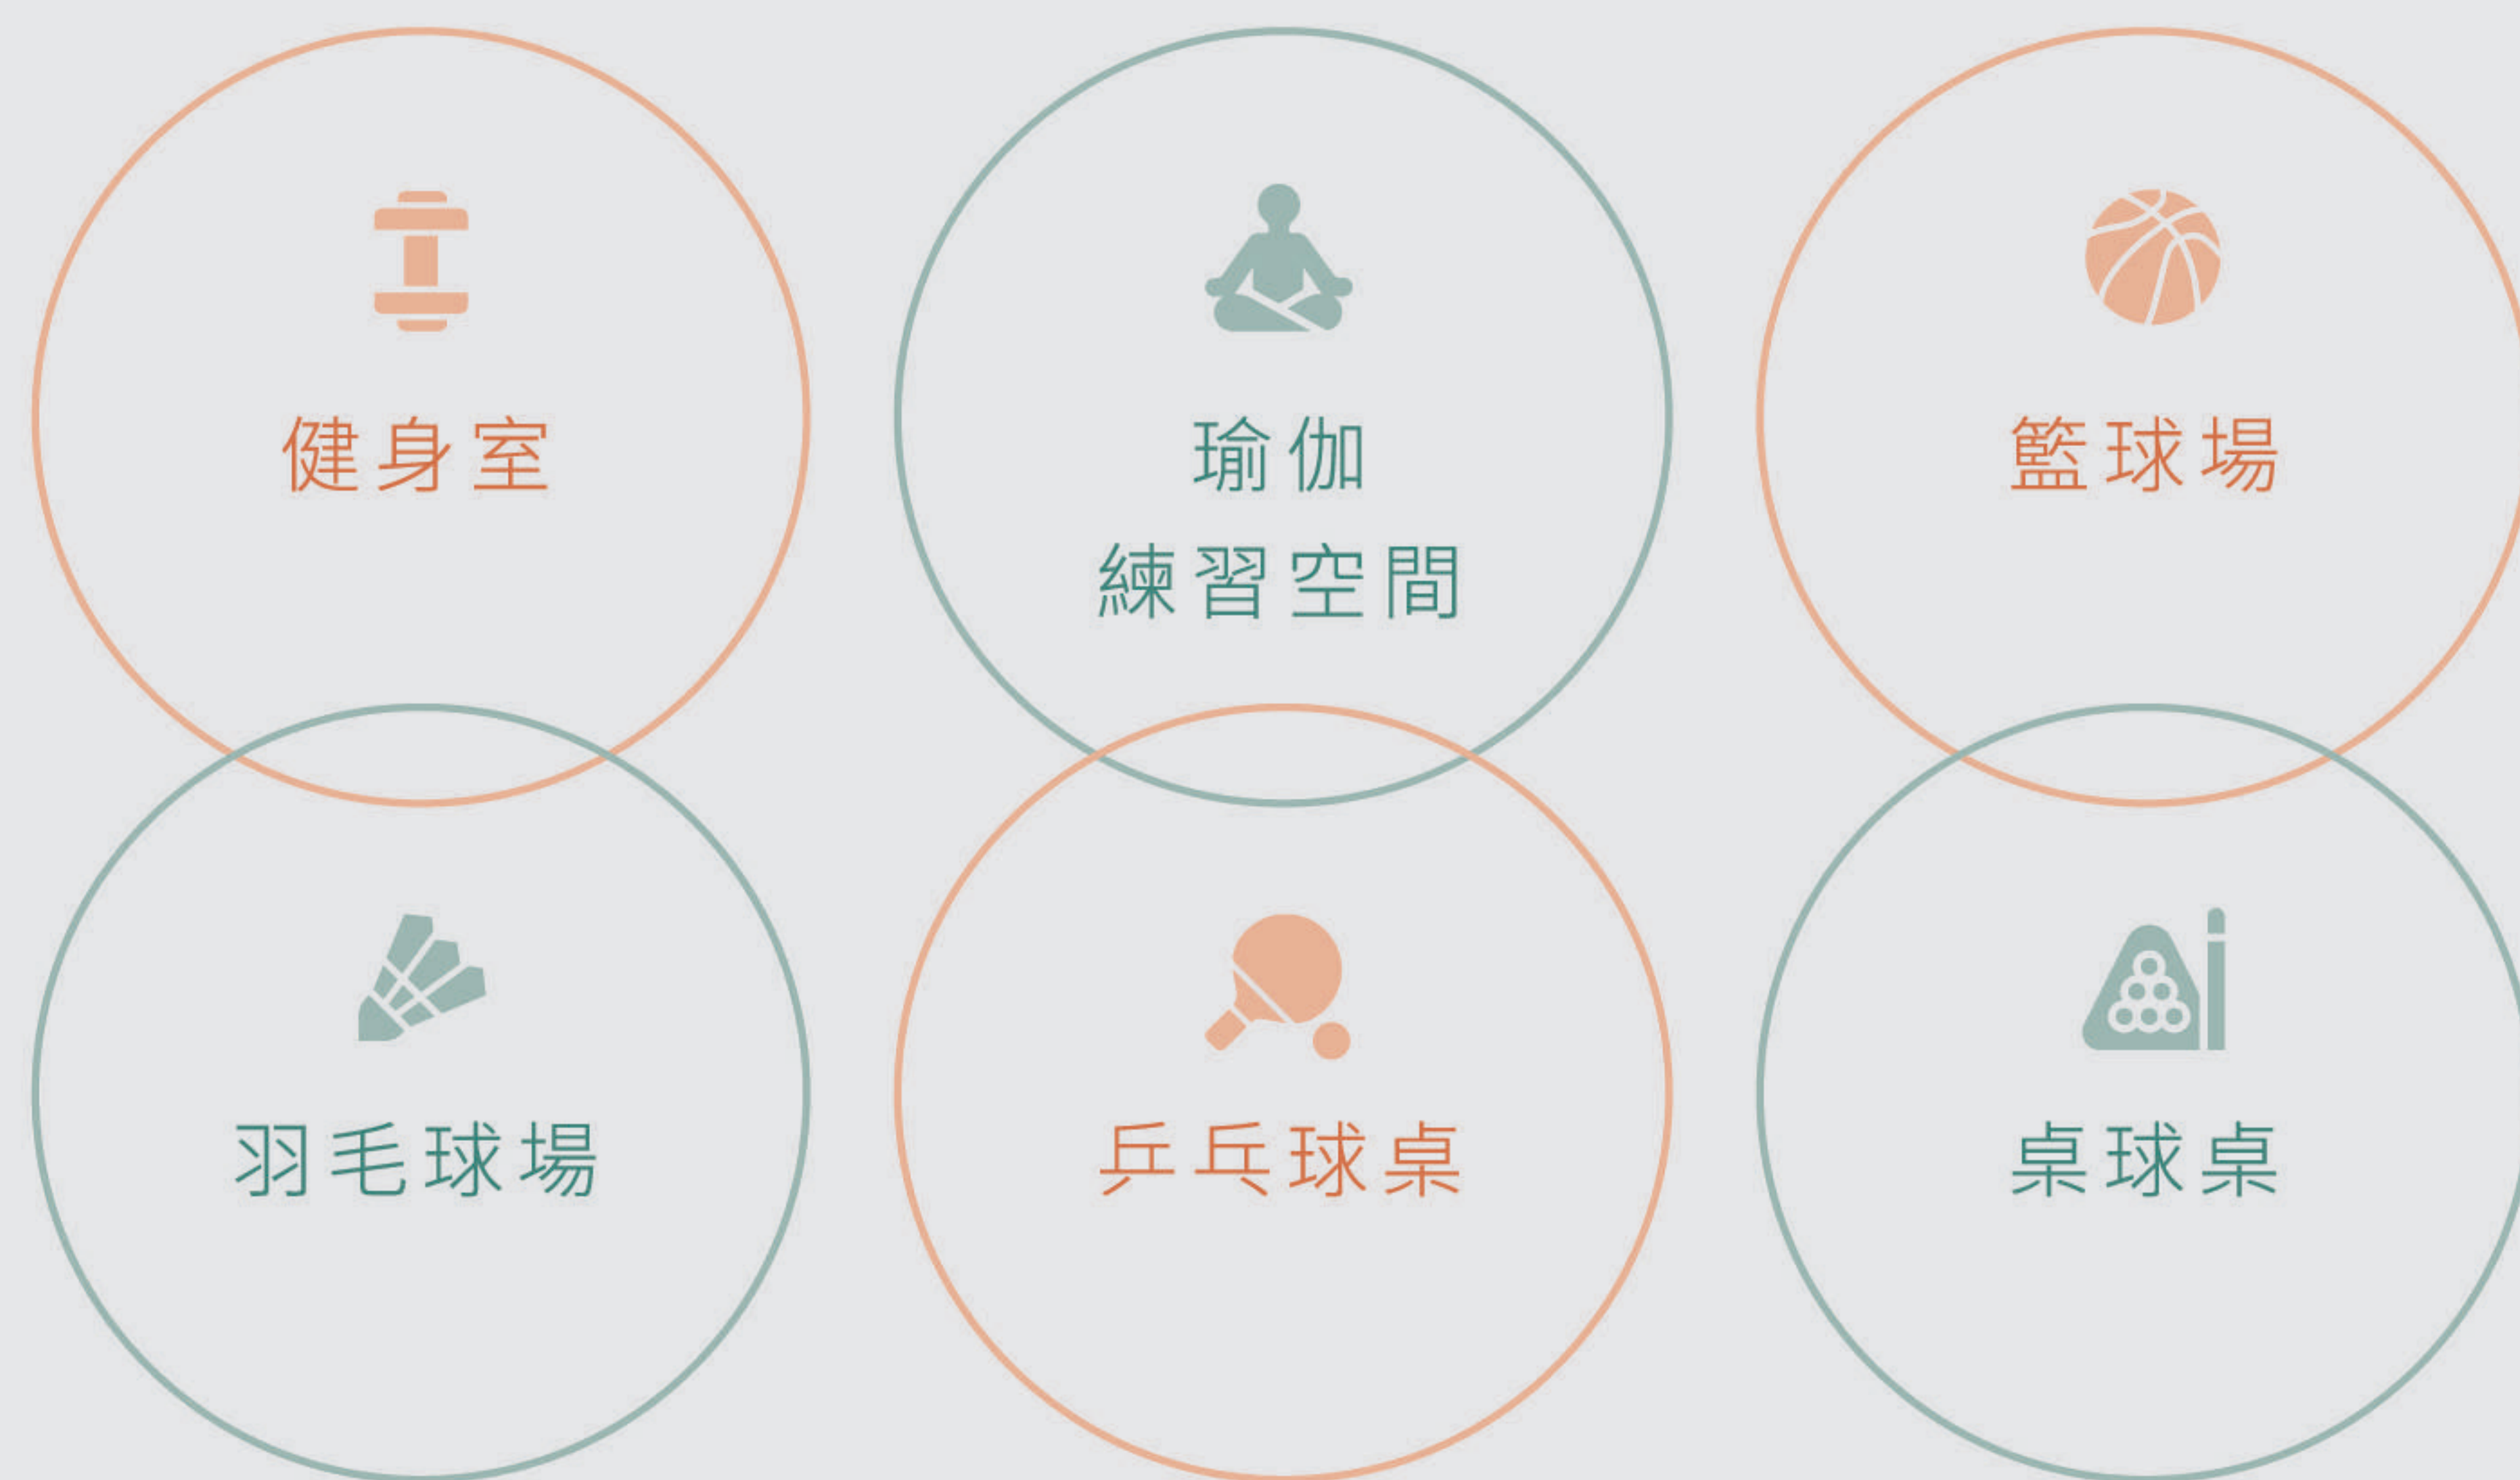 健身室
瑜伽
練習空間
籃球場
羽毛球場
乒乓球桌
桌球桌